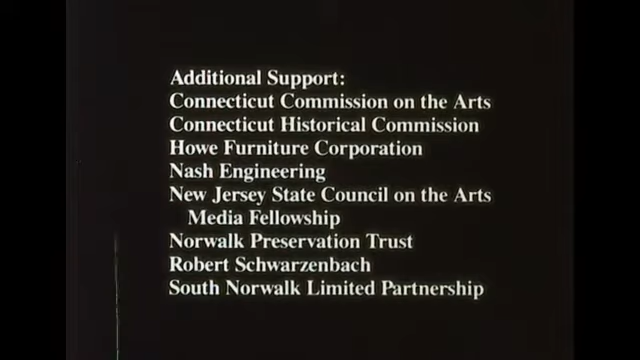 Additional Support:
Connecticut Commission on the Arts
Connecticut Historical Commission
Howe Furniture Corporation
Nash Engineering
New Jersey State Council on the Arts
Media Fellowship
Norwalk Preservation Trust
Robert Schwarzenbach
South Norwalk Limited Partnership